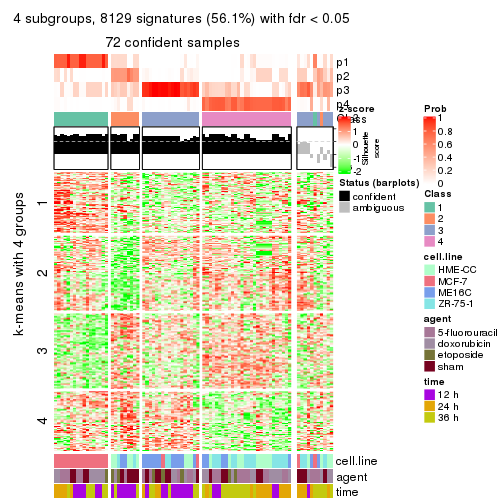 4 subgroups, 8129 signatures (56.1%) with fdr < 0.05
72 confident samples
p1
p2
p3
p4
z-score
2
1
0
-1
-2
Class
Silhouette
score
Prob
1
0.8
0.6
0.4
0.2
0
Status (barplots)
confident
ambiguous
Class
1
2
3
4
cell.line
HME-CC
MCF-7
ME16C
ZR-75-1
agent
5-fluorouracil
doxorubicin
etoposide
sham
time
12 h
24 h
36 h
k-means with 4 groups
1
2
3
4
cell.line
agent
time